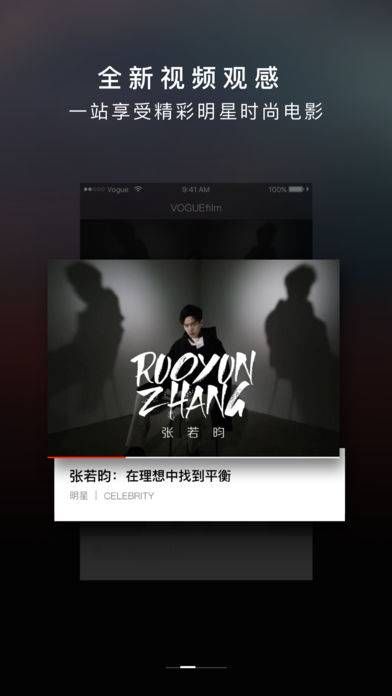 全新视频观感
一站享受精彩明星时尚电影
Vogue 9:41 AM 100%
VOGUEfilm
ROOYUN
ZHANG
张若昀
张若昀：在理想中找到平衡
明星 | CELEBRITY